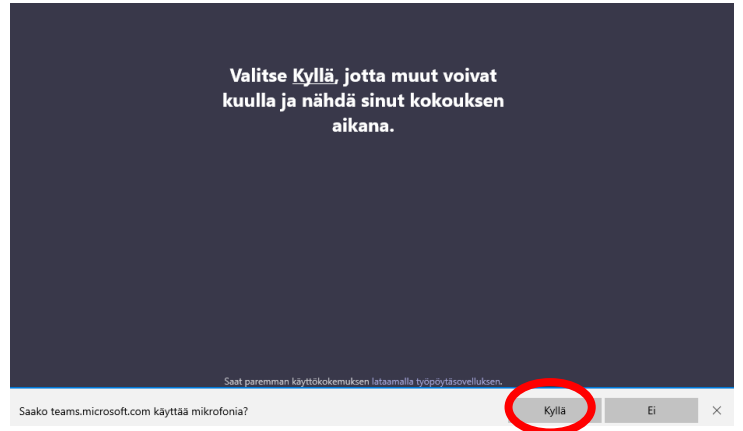 Valitse Kyllä, jotta muut voivat
kuulla ja nähdä sinut kokouksen
aikana.
Saat paremman käyttökokemuksen lataamalla työpöytäsovelluksen.
Saako teams.microsoft.com käyttää mikrofonia?
Kyllä
Ei